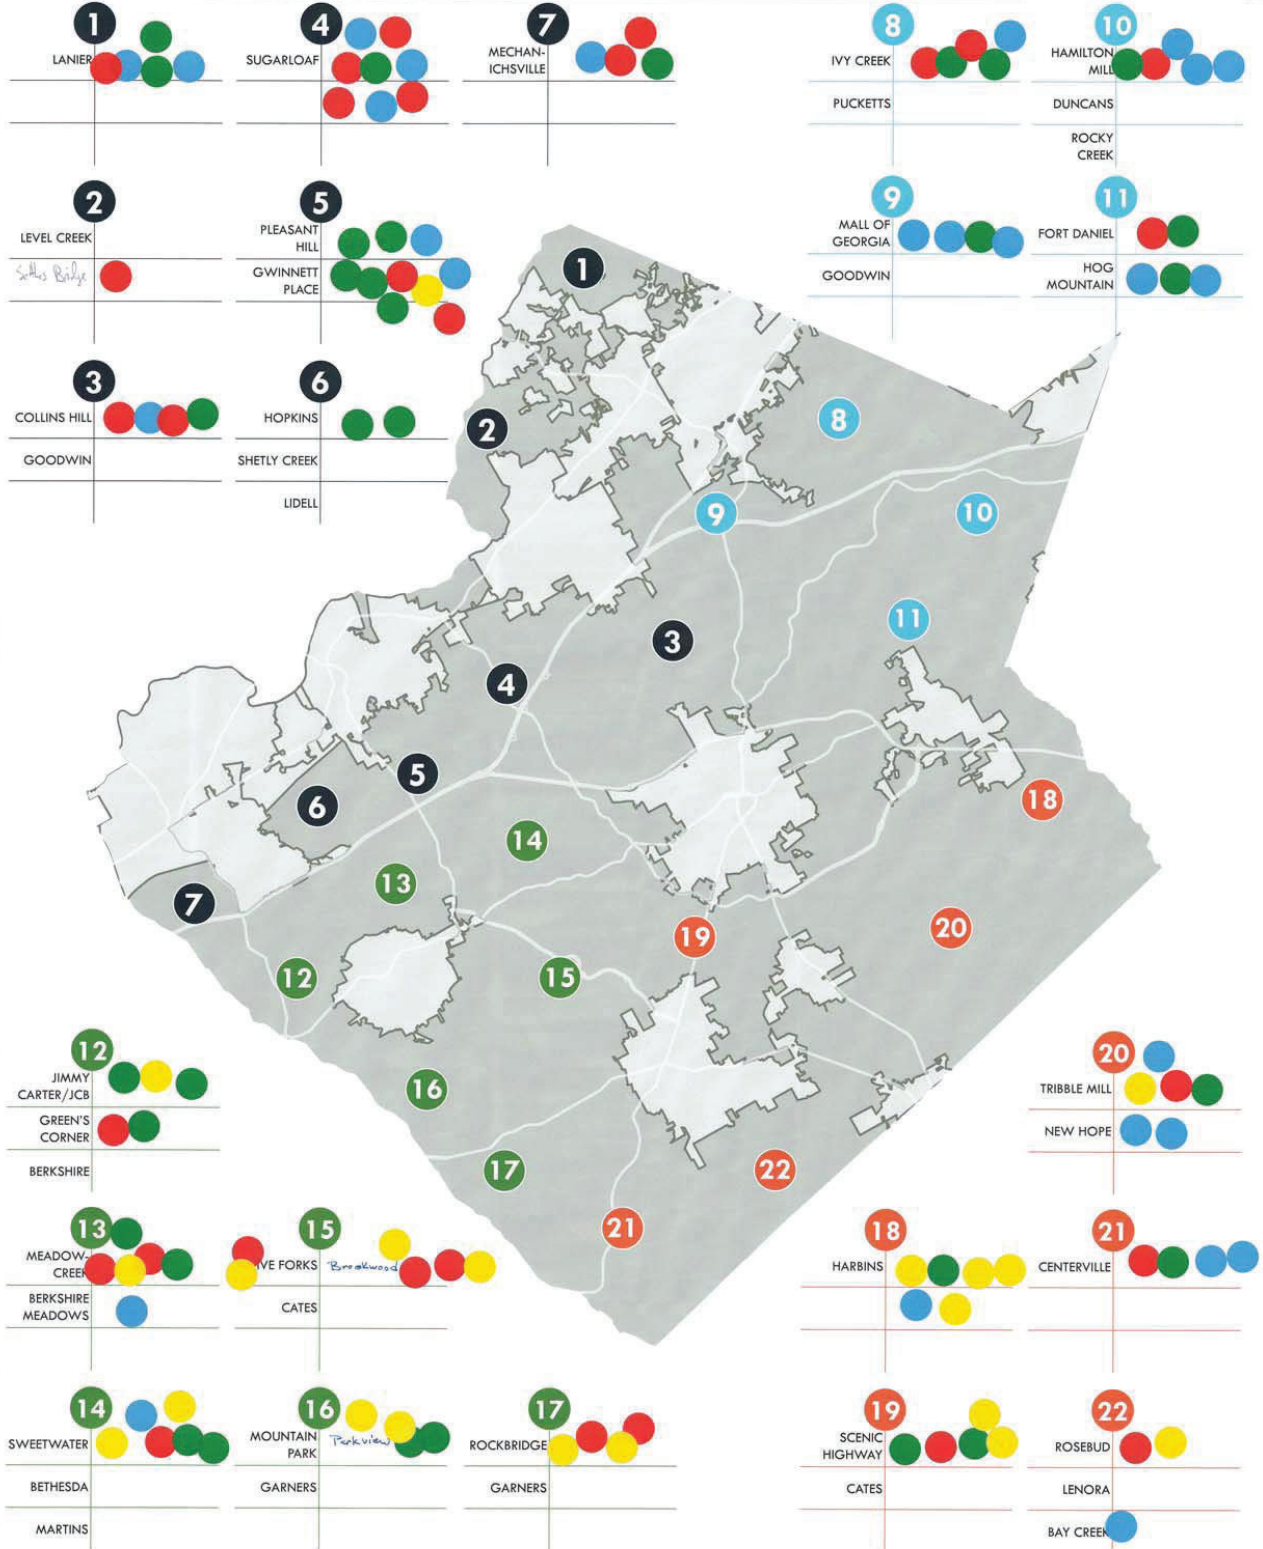 1
LANIER
4
SUGARLOAF
7
MECHAN-
ICHSVILLE
8
IVY CREEK
PUCKETTS
10
HAMILTON
MILL
DUNCANS
ROCKY
CREEK
2
LEVEL CREEK
Settles Bridge
5
PLEASANT
HILL
GWINNETT
PLACE
9
MALL OF
GEORGIA
GOODWIN
11
FORT DANIEL
HOG
MOUNTAIN
3
COLLINS HILL
GOODWIN
6
HOPKINS
SHETLY CREEK
LIDELL
1
2
8
9
10
11
3
4
5
6
18
14
13
7
20
19
12
15
16
17
22
21
12
JIMMY
CARTER/JCB
GREEN'S
CORNER
BERKSHIRE
20
TRIBBLE MILL
NEW HOPE
13
MEADOW-
CREEK
BERKSHIRE
MEADOWS
15
IVE FORKS Brookwood
CATES
18
HARBINS
21
CENTERVILLE
14
SWEETWATER
BETHESDA
MARTINS
16
MOUNTAIN
PARK
Parkview
GARNERS
17
ROCKBRIDGE
GARNERS
19
SCENIC
HIGHWAY
CATES
22
ROSEBUD
LENORA
BAY CREEK